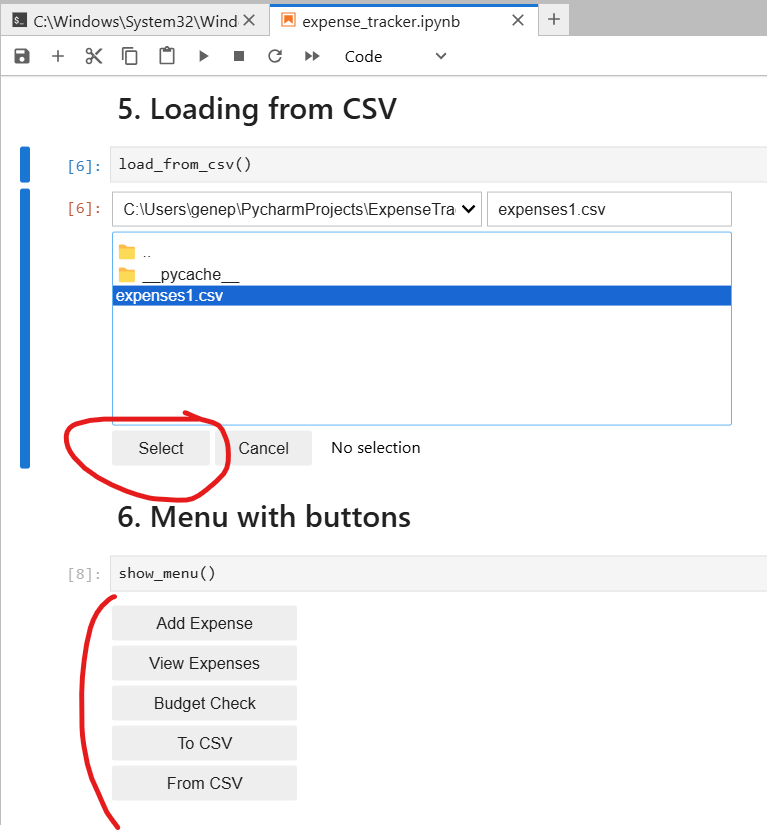 C:\Windows\System32\Wind
expense_tracker.ipynb
Code
5. Loading from CSV
[6]: load_from_csv()
[6]: C:\Users\genep\PycharmProjects\ExpenseTra expenses1.csv
..
__pycache__
expenses1.csv
Select Cancel No selection
6. Menu with buttons
[8]: show_menu()
Add Expense
View Expenses
Budget Check
To CSV
From CSV